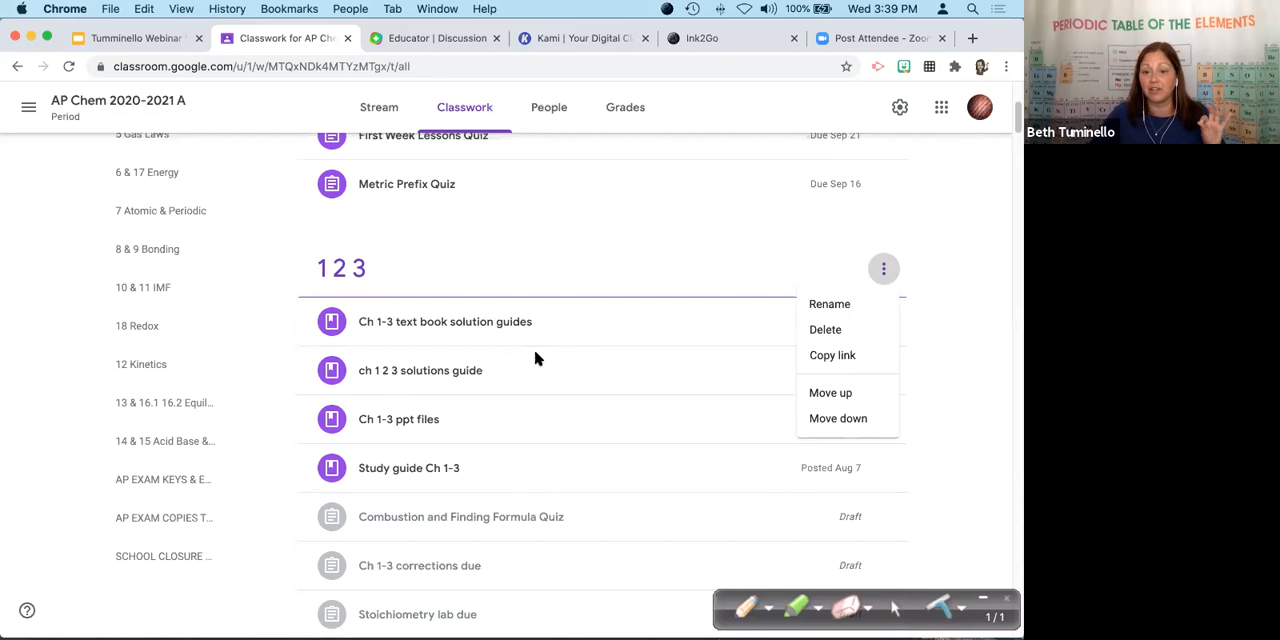 Chrome File Edit View History Bookmarks People Tab Window Help 100% Wed 3:39 PM
Tumminello Webinar Classwork for AP Che Educator | Discussion Kami | Your Digital Cl Ink2Go Post Attendee - Zoom
classroom.google.com/u/1/w/MTQxNDk4MTYzMTgx/t/all
AP Chem 2020-2021 A
Period
Stream Classwork People Grades
5 Gas Laws
6 & 17 Energy
7 Atomic & Periodic
8 & 9 Bonding
10 & 11 IMF
18 Redox
12 Kinetics
13 & 16.1 16.2 Equil...
14 & 15 Acid Base &...
AP EXAM KEYS & E...
AP EXAM COPIES T...
SCHOOL CLOSURE ...
First Week Lessons Quiz Due Sep 21
Metric Prefix Quiz Due Sep 16
1 2 3
Ch 1-3 text book solution guides
ch 1 2 3 solutions guide
Ch 1-3 ppt files
Study guide Ch 1-3 Posted Aug 7
Combustion and Finding Formula Quiz Draft
Ch 1-3 corrections due Draft
Stoichiometry lab due
Rename
Delete
Copy link
Move up
Move down
1 / 1
PERIODIC TABLE OF THE ELEMENTS
Beth Tuminello